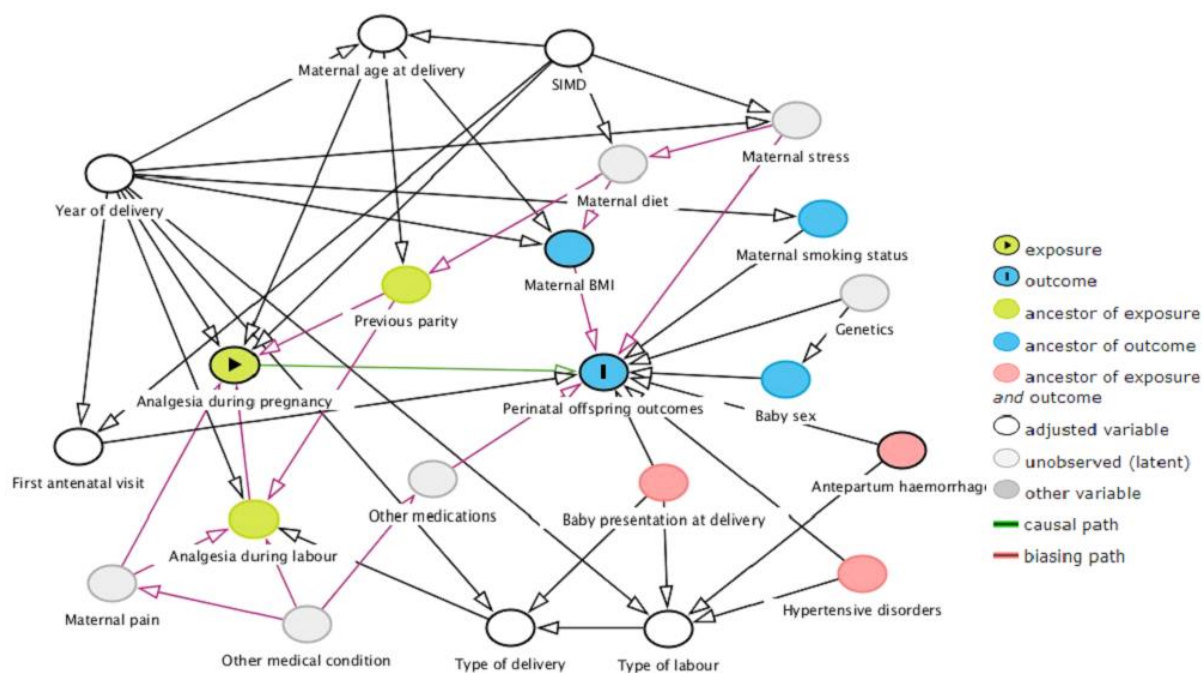 Maternal age at delivery
SIMD
Maternal stress
Year of delivery
Maternal diet
Maternal smoking status
Maternal BMI
Previous parity
Genetics
Analgesia during pregnancy
Perinatal offspring outcomes
Baby sex
First antenatal visit
Other medications
Antepartum haemorrhage
Baby presentation at delivery
Analgesia during labour
Maternal pain
Hypertensive disorders
Other medical condition
Type of delivery
Type of labour
exposure
outcome
ancestor of exposure
ancestor of outcome
ancestor of exposure
and outcome
adjusted variable
unobserved (latent)
other variable
causal path
biasing path